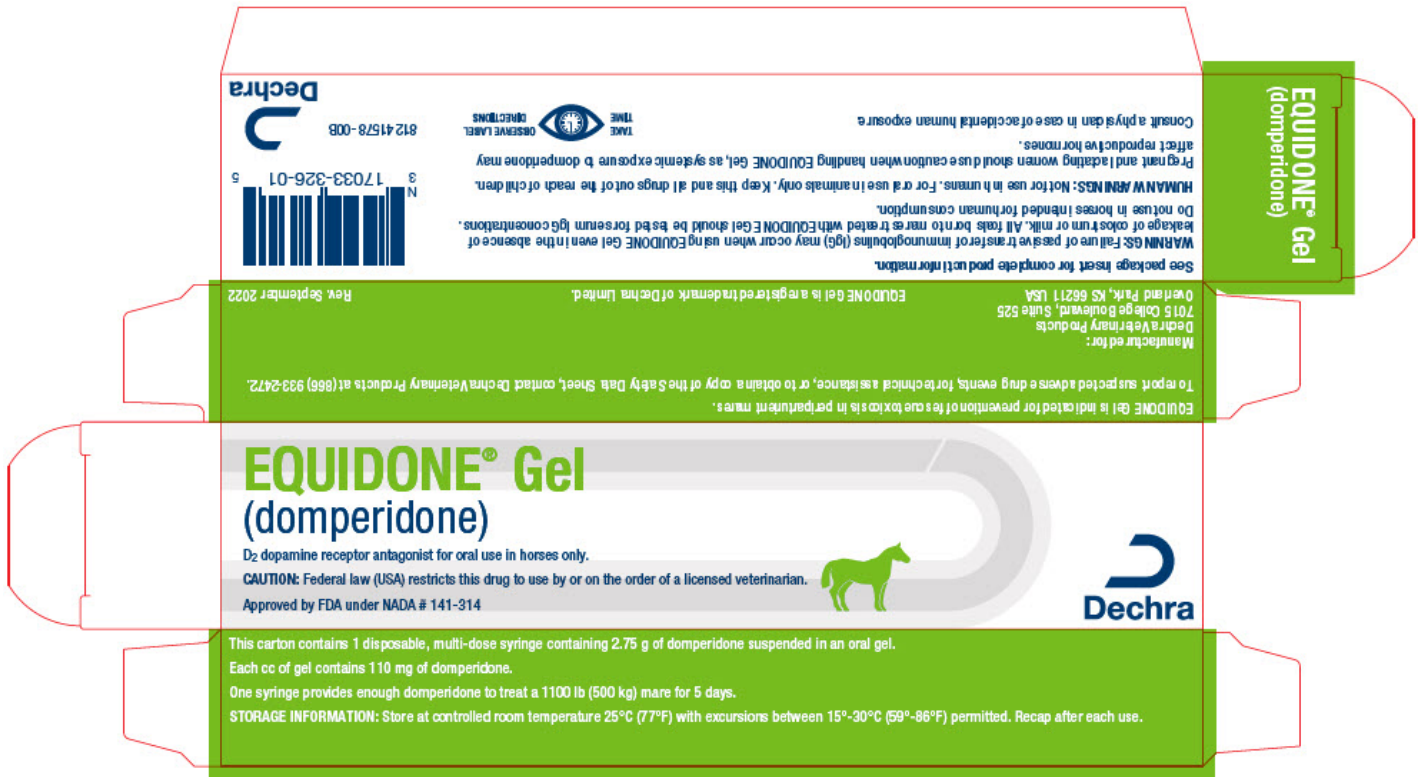 Dechra
812 41578-00B
TAKE TIME
OBSERVE LABEL DIRECTIONS
N
3 17033-326-01 5
See package insert for complete product information.
WARNINGS: Failure of passive transfer of immunoglobulins (IgG) may occur when using EQUIDONE Gel even in the absence of
leakage of colostrum or milk. All foals born to mares treated with EQUIDONE Gel should be tested for serum IgG concentrations.
Do not use in horses intended for human consumption.
HUMAN WARNINGS: Not for use in humans. For oral use in animals only. Keep this and all drugs out of the reach of children.
Pregnant and lactating women should use caution when handling EQUIDONE Gel, as systemic exposure to domperidone may
affect reproductive hormones.
Consult a physician in case of accidental human exposure.
EQUIDONE® Gel
(domperidone)
EQUIDONE Gel is indicated for prevention of fescue toxicosis in periparturient mares.
To report suspected adverse drug events, for technical assistance, or to obtain a copy of the Safety Data Sheet, contact Dechra Veterinary Products at (866) 933-2472.
Manufactured for:
Dechra Veterinary Products
7015 College Boulevard, Suite 525
Overland Park, KS 66211 USA
EQUIDONE Gel is a registered trademark of Dechra Limited.
Rev. September 2022
EQUIDONE® Gel
(domperidone)
D2 dopamine receptor antagonist for oral use in horses only.
CAUTION: Federal law (USA) restricts this drug to use by or on the order of a licensed veterinarian.
Approved by FDA under NADA # 141-314
Dechra
This carton contains 1 disposable, multi-dose syringe containing 2.75 g of domperidone suspended in an oral gel.
Each cc of gel contains 110 mg of domperidone.
One syringe provides enough domperidone to treat a 1100 lb (500 kg) mare for 5 days.
STORAGE INFORMATION: Store at controlled room temperature 25°C (77°F) with excursions between 15°-30°C (59°-86°F) permitted. Recap after each use.